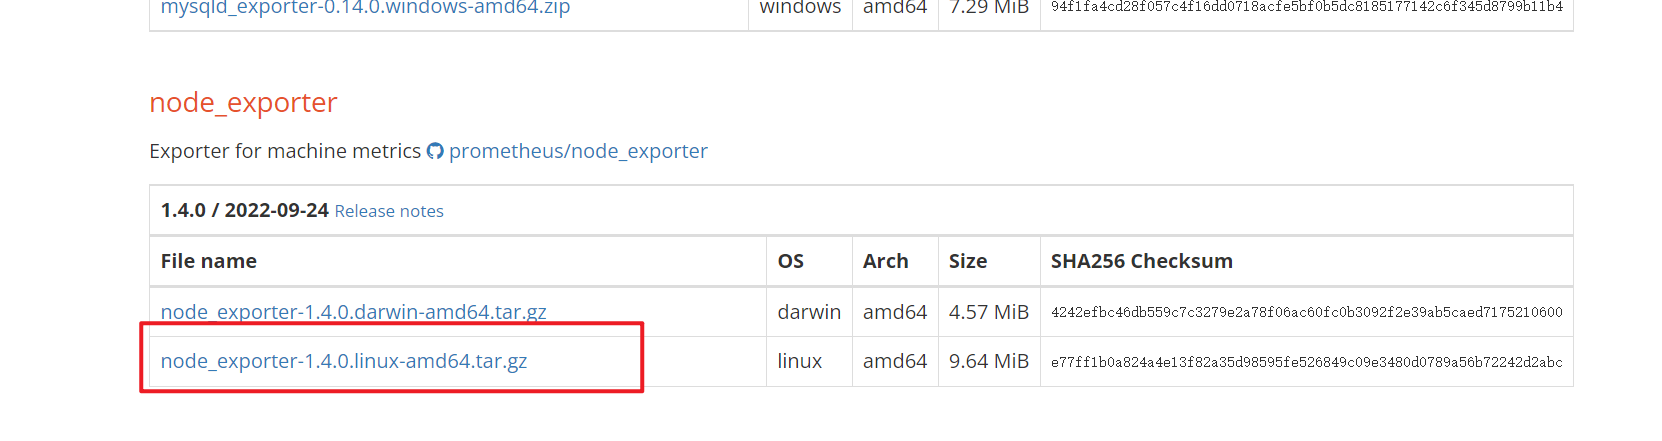 mysqld_exporter-0.14.0.windows-amd64.zip windows amd64 7.29 MiB 94f1fa4cd28f057c4f16dd0718acfe5bf0b5dc8185177142c6f345d8799b11b4
node_exporter
Exporter for machine metrics prometheus/node_exporter
1.4.0 / 2022-09-24 Release notes
File name OS Arch Size SHA256 Checksum
node_exporter-1.4.0.darwin-amd64.tar.gz darwin amd64 4.57 MiB 4242efbc46db559c7c3279e2a78f06ac60fc0b3092f2e39ab5caed7175210600
node_exporter-1.4.0.linux-amd64.tar.gz linux amd64 9.64 MiB e77ff1b0a824a4e13f82a35d98595fe526849c09e3480d0789a56b72242d2abc